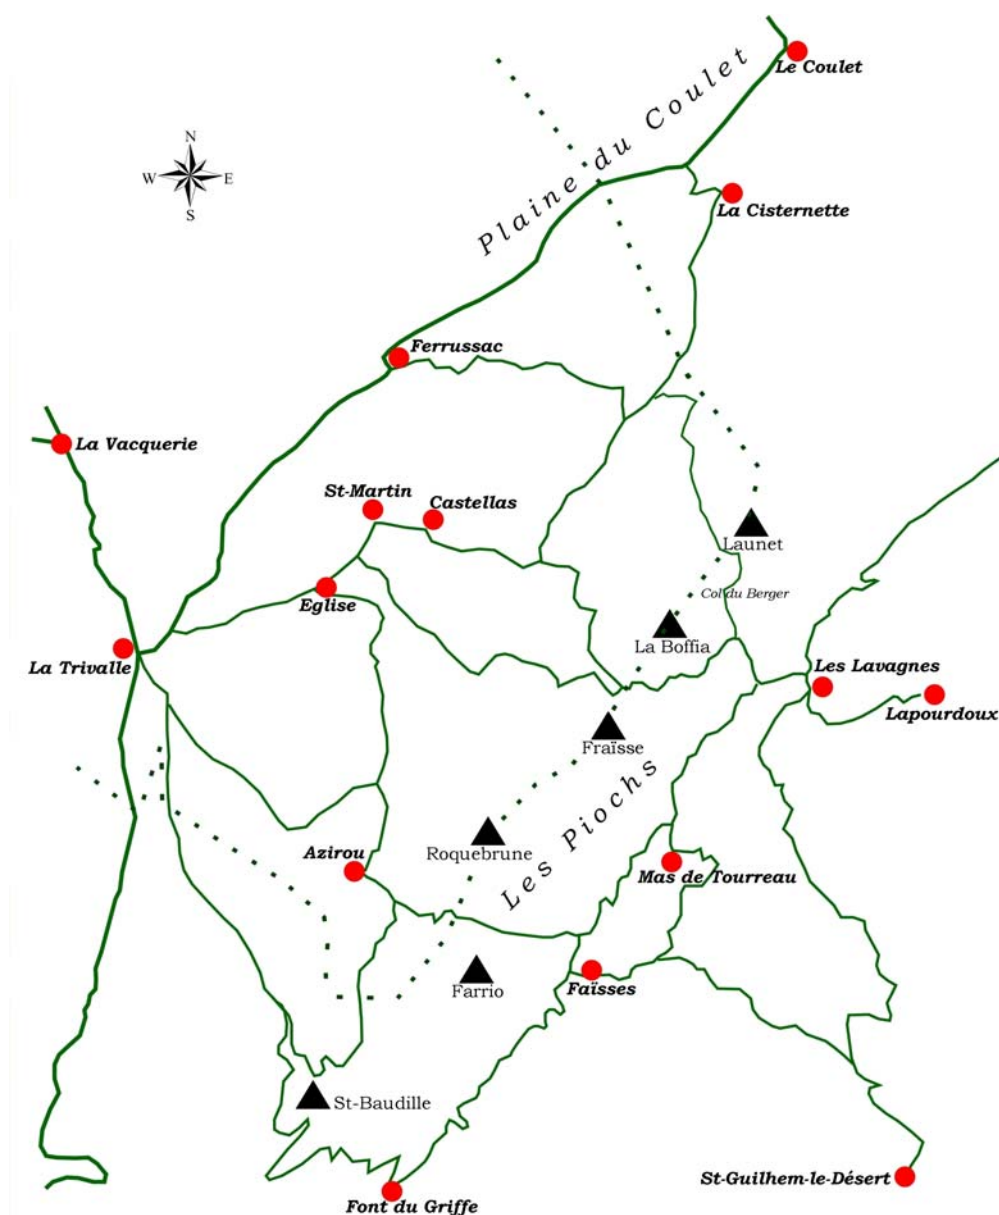 Le Coulet
Plaine du Coulet
N
W E
S
La Cisternette
Ferrussac
La Vacquerie
St-Martin
Castellas
Launet
Col du Berger
Eglise
La Boffia
La Trivalle
Les Lavagnes
Lapourdoux
Fraïsse
Les Piochs
Azirou
Roquebrune
Mas de Tourreau
Farrio
Faïsses
St-Baudille
St-Guilhem-le-Désert
Font du Griffe